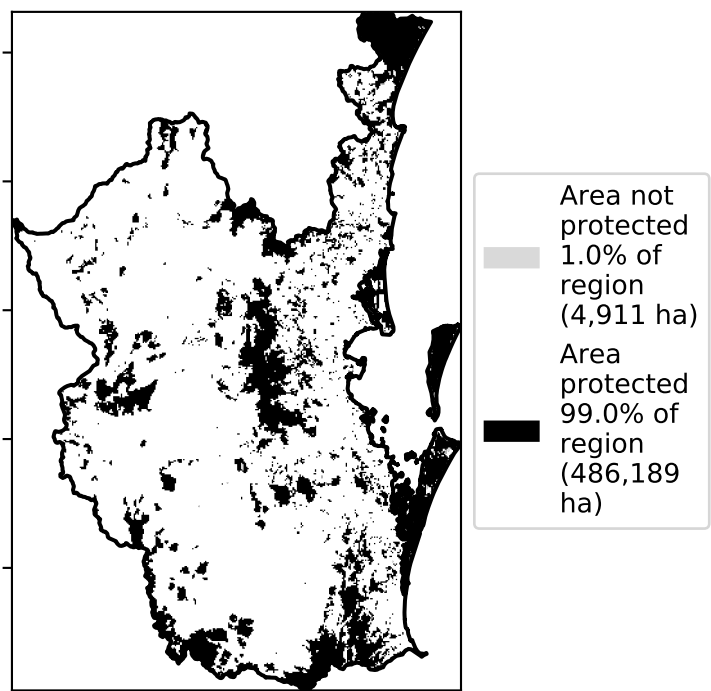 Area not
protected
1.0% of
region
(4,911 ha)
Area
protected
99.0% of
region
(486,189
ha)